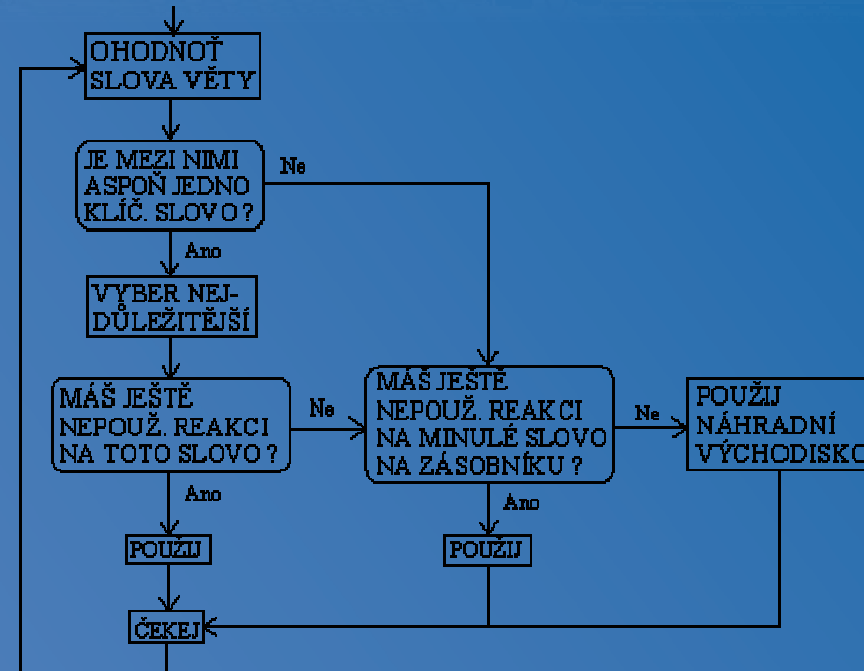 OHODNOŤ
SLOVA VĚTY
JE MEZI NIMI
ASPOŇ JEDNO
KLÍČ. SLOVO ?
Ne
Ano
VYBER NEJ-
DŮLEŽITĚJŠÍ
MÁŠ JEŠTĚ
NEPOUŽ. REAKCI
NA TOTO SLOVO ?
Ne
MÁŠ JEŠTĚ
NEPOUŽ. REAKCI
NA MINULÉ SLOVO
NA ZÁSOBNÍKU ?
Ne
POUŽIJ
NÁHRADNÍ
VÝCHODISKO
Ano
Ano
POUŽIJ
POUŽIJ
ČEKEJ